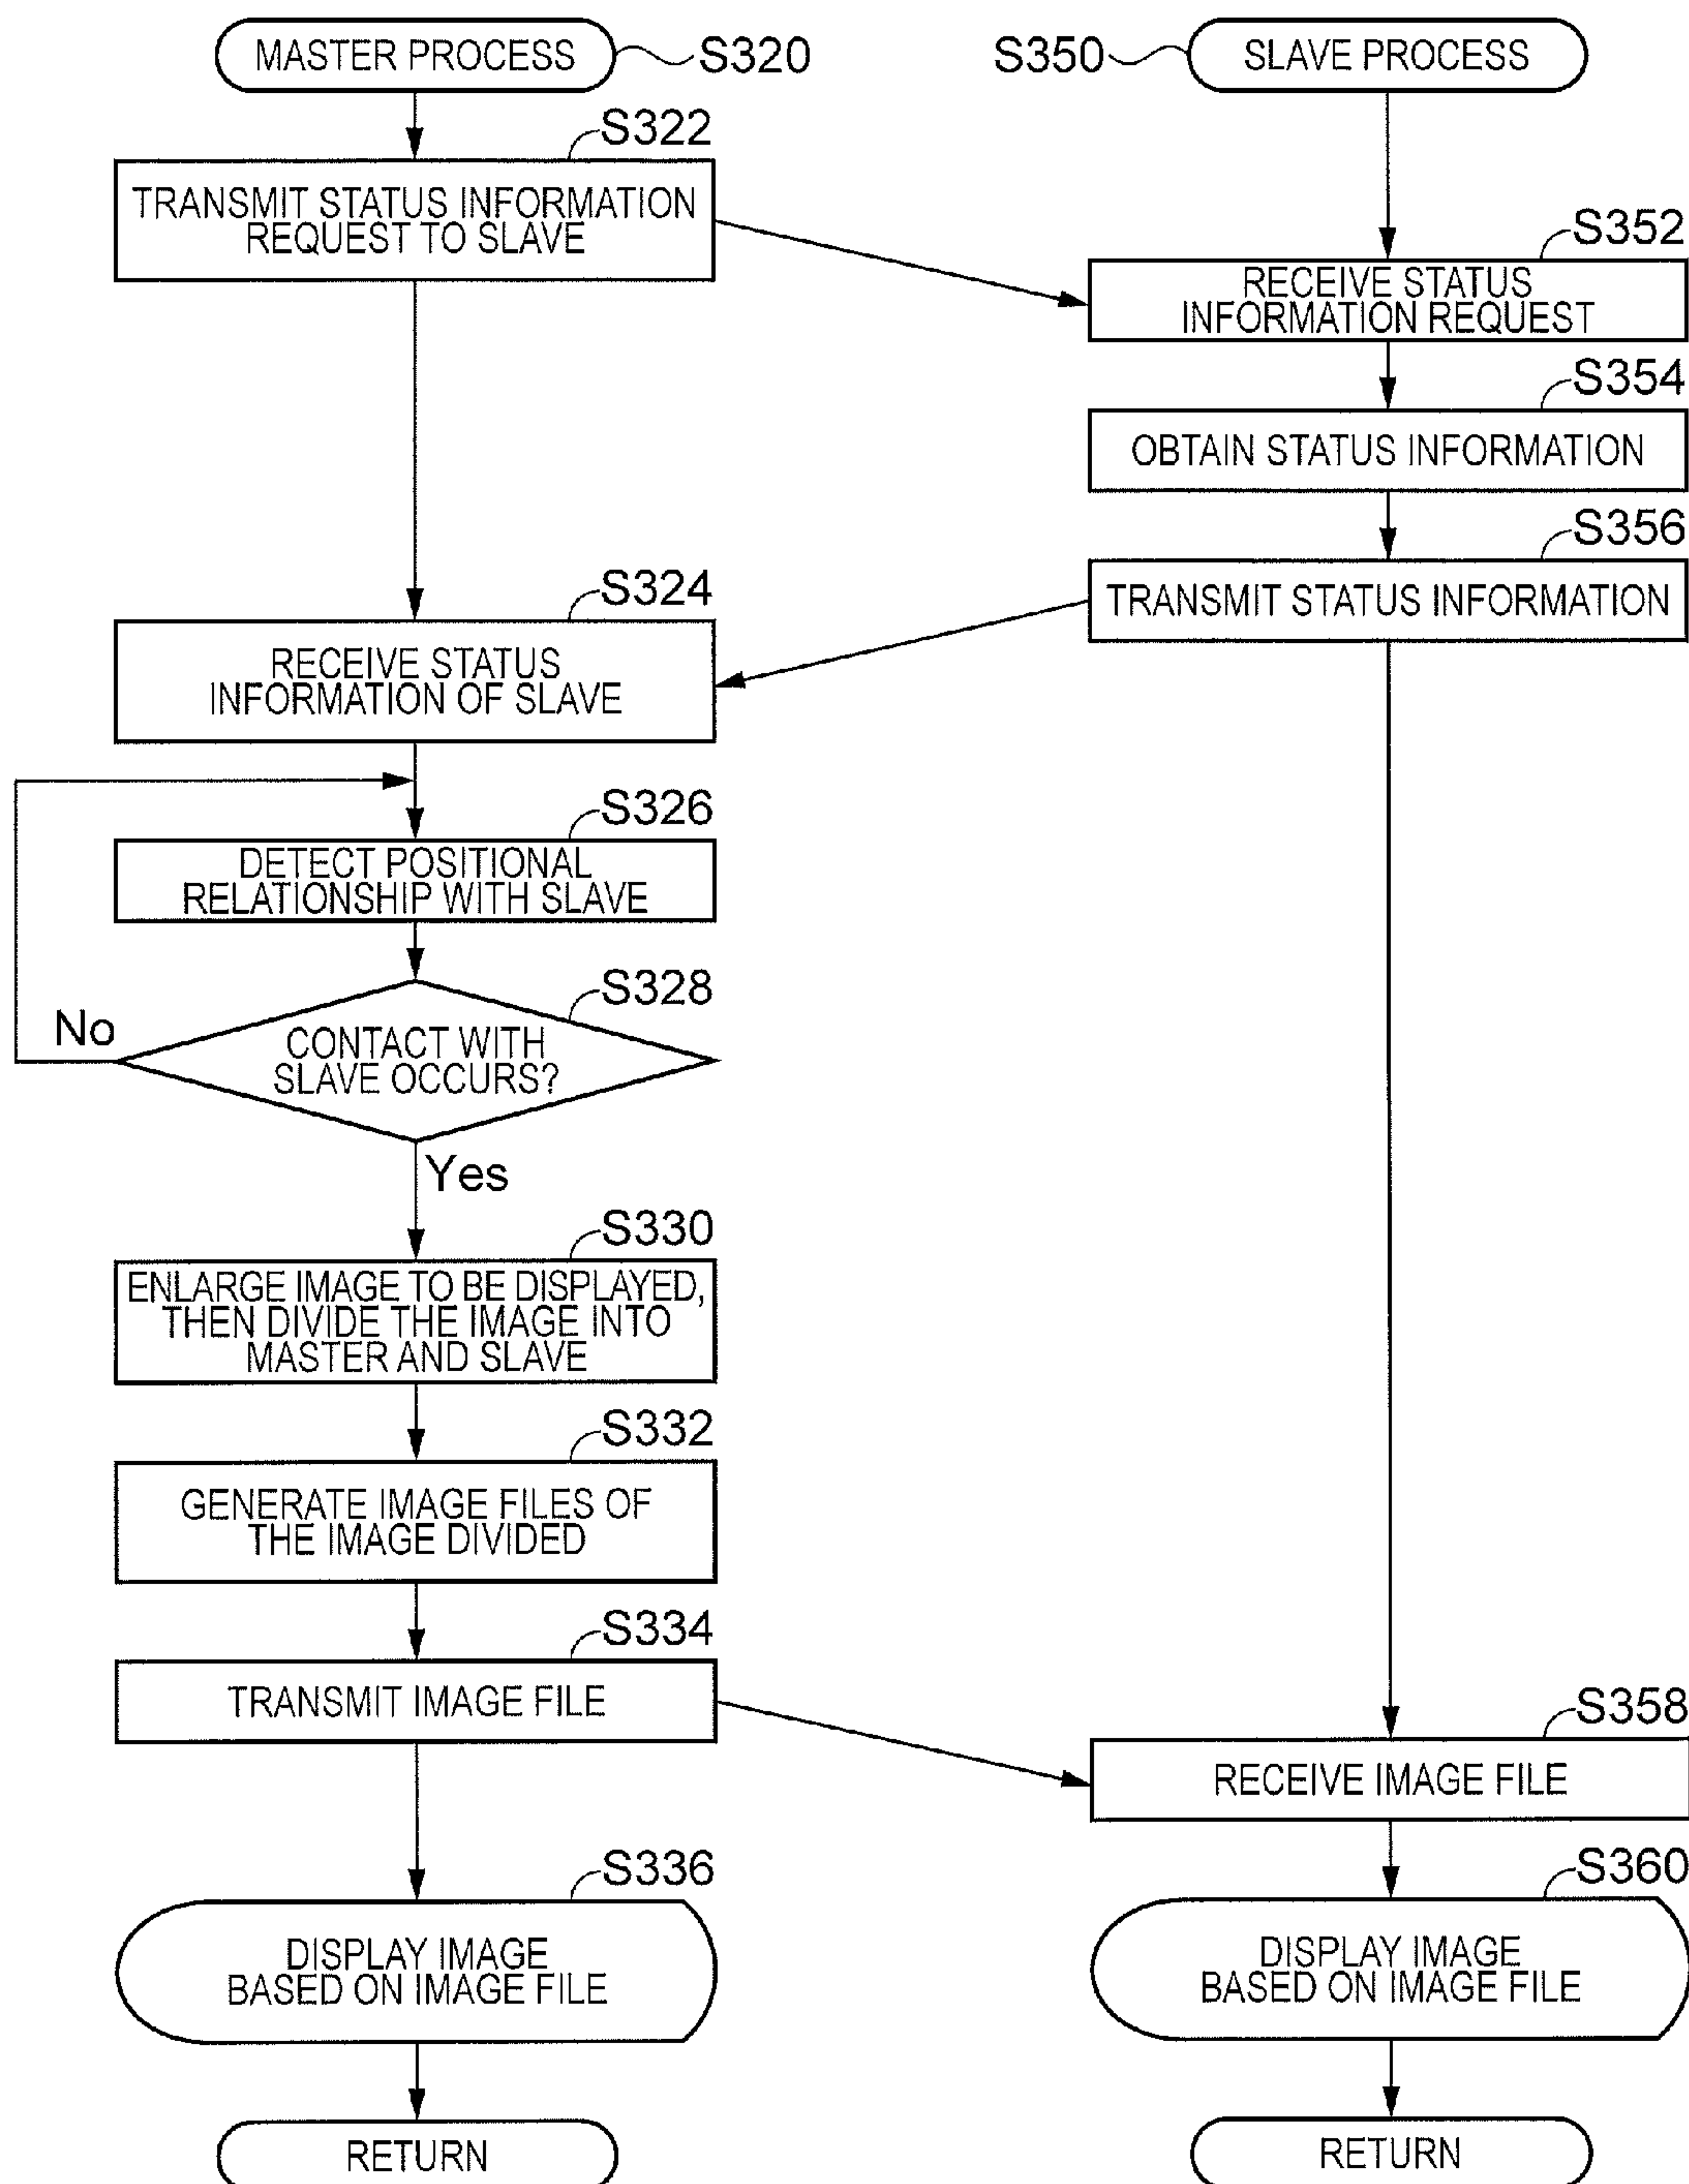 MASTER PROCESS
S320
S322
TRANSMIT STATUS INFORMATION
REQUEST TO SLAVE
S324
RECEIVE STATUS
INFORMATION OF SLAVE
S326
DETECT POSITIONAL
RELATIONSHIP WITH SLAVE
S328
CONTACT WITH
SLAVE OCCURS?
No
Yes
S330
ENLARGE IMAGE TO BE DISPLAYED,
THEN DIVIDE THE IMAGE INTO
MASTER AND SLAVE
S332
GENERATE IMAGE FILES OF
THE IMAGE DIVIDED
S334
TRANSMIT IMAGE FILE
S336
DISPLAY IMAGE
BASED ON IMAGE FILE
RETURN
S350
SLAVE PROCESS
S352
RECEIVE STATUS
INFORMATION REQUEST
S354
OBTAIN STATUS INFORMATION
S356
TRANSMIT STATUS INFORMATION
S358
RECEIVE IMAGE FILE
S360
DISPLAY IMAGE
BASED ON IMAGE FILE
RETURN